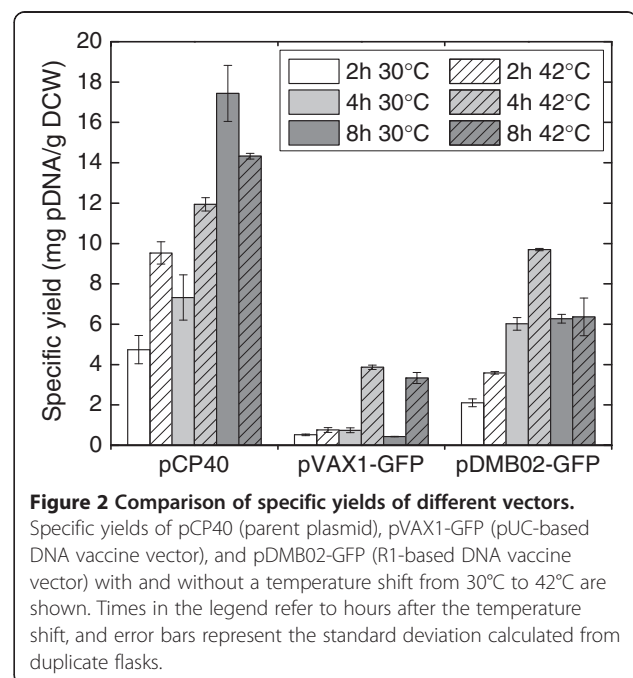 20
18
16
14
12
10
8
6
4
2
0
Specific yield (mg pDNA/g DCW)
2h 30°C 2h 42°C
4h 30°C 4h 42°C
8h 30°C 8h 42°C
pCP40 pVAX1-GFP pDMB02-GFP
Figure 2 Comparison of specific yields of different vectors.
Specific yields of pCP40 (parent plasmid), pVAX1-GFP (pUC-based
DNA vaccine vector), and pDMB02-GFP (R1-based DNA vaccine
vector) with and without a temperature shift from 30°C to 42°C are
shown. Times in the legend refer to hours after the temperature
shift, and error bars represent the standard deviation calculated from
duplicate flasks.